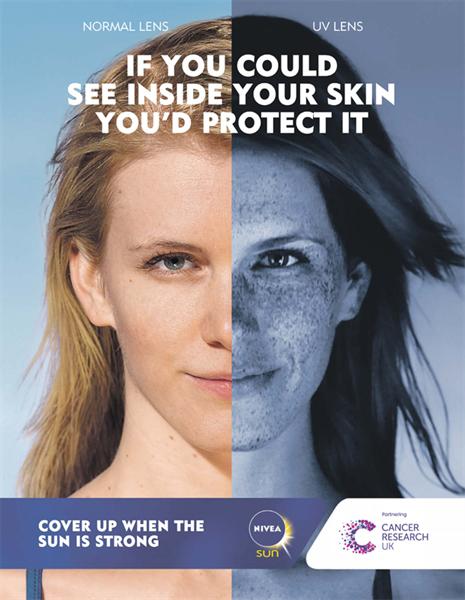 NORMAL LENS
UV LENS
IF YOU COULD
SEE INSIDE YOUR SKIN
YOU'D PROTECT IT
COVER UP WHEN THE
SUN IS STRONG
NIVEA
sun
Partnering
CANCER
RESEARCH
UK